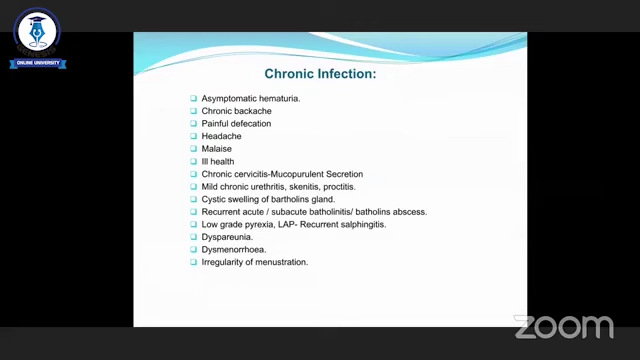 ONLINE UNIVERSITY
Chronic Infection:
Asymptomatic hematuria.
Chronic backache
Painful defecation
Headache
Malaise
Ill health
Chronic cervicitis-Mucopurulent Secretion
Mild chronic urethritis, skenitis, proctitis.
Cystic swelling of bartholins gland.
Recurrent acute / subacute batholinitis/ batholins abscess.
Low grade pyrexia, LAP- Recurrent salphingitis.
Dyspareunia.
Dysmenorrhoea.
Irregularity of menustration.
zoom